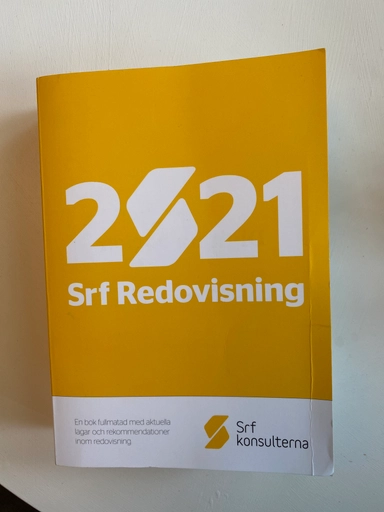 2021
Srf Redovisning
En bok fullmatad med aktuella
lagar och rekommendationer
inom redovisning.
Srf
konsulterna